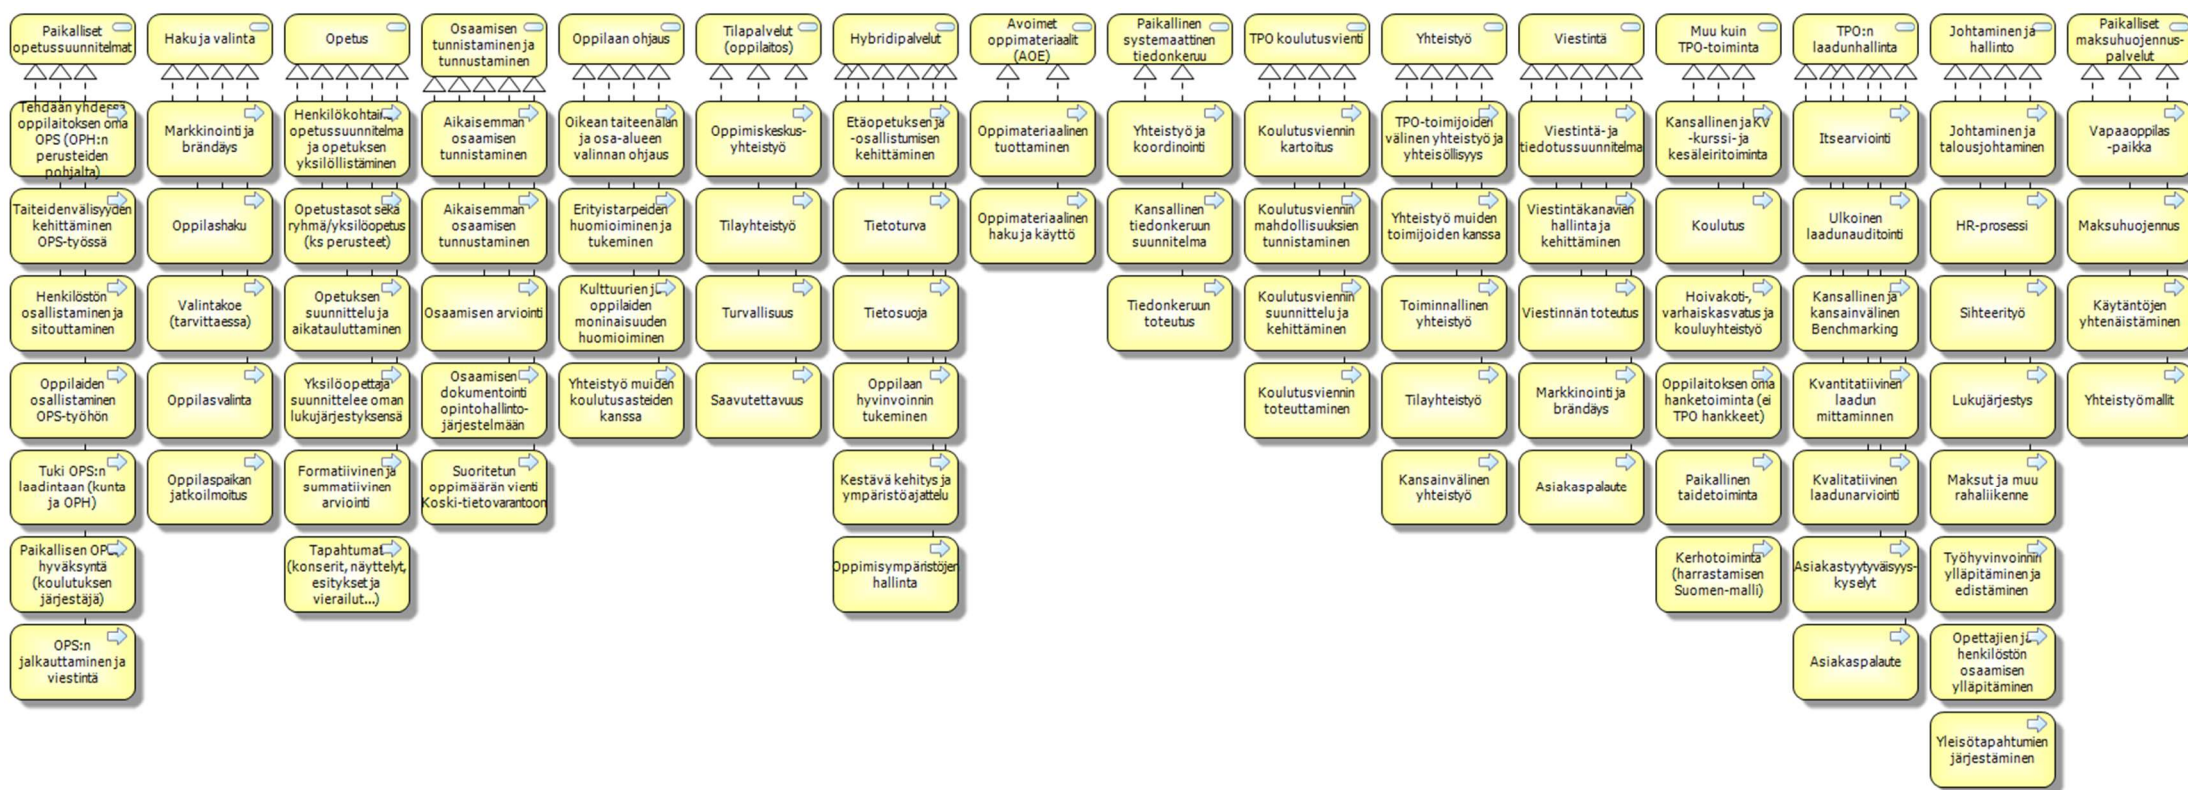 Paikalliset
opetussuunnitelmat
Tehdään yhdessä
oppilaitoksen oma
OPS (OPH:n
perusteiden
pohjalta)
Taiteidenvälisyyden
kehittäminen
OPS-työssä
Henkilöstön
osallistaminen ja
sitouttaminen
Oppilaiden
osallistaminen
OPS-työhön
Tuki OPS:n
laadintaan (kunta
ja OPH)
Paikallisen OPS
hyväksyntä
(koulutuksen
järjestäjä)
OPS:n
jalkauttaminen ja
viestintä
Haku ja valinta
Markkinointi ja
brändäys
Oppilashaku
Valintakoe
(tarvittaessa)
Oppilasvalinta
Oppilaspaikan
jatkoilmoitus
Opetus
Henkilökohtainen
opetussuunnitelma
ja opetuksen
yksilöllistäminen
Opetustasot sekä
ryhmä/yksilöopetus
(ks perusteet)
Opetuksen
suunnittelu ja
aikatauluttaminen
Yksilöopettaja
suunnittelee oman
lukujärjestyksensä
Formatiivinen ja
summatiivinen
arviointi
Tapahtumat
(konserit, näyttelyt,
esitykset ja
vierailut...)
Osaamisen
tunnistaminen ja
tunnustaminen
Aikaisemman
osaamisen
tunnistaminen
Aikaisemman
osaamisen
tunnustaminen
Osaamisen arviointi
Osaamisen
dokumentointi
opintohallinto-
järjestelmään
Suoritetun
oppimäärän vienti
Koski-tietovarantoon
Oppilaan ohjaus
Oikean taiteenalan
ja osa-alueen
valinnan ohjaus
Erityistarpeiden
huomioiminen ja
tukeminen
Kulttuurien ja
oppilaiden
moninaisuuden
huomioiminen
Yhteistyö muiden
koulutusasteiden
kanssa
Tilapalvelut
(oppilaitos)
Oppimiskeskus-
yhteistyö
Tilayhteistyö
Turvallisuus
Saavutettavuus
Hybridipalvelut
Etäopetuksen ja
-osallistumisen
kehittäminen
Tietoturva
Tietosuoja
Oppilaan
hyvinvoinnin
tukeminen
Kestävä kehitys ja
ympäristöajattelu
Oppimisympäristöjen
hallinta
Avoimet
oppimateriaalit
(AOE)
Oppimateriaalinen
tuottaminen
Oppimateriaalinen
haku ja käyttö
Paikallinen
systemaattinen
tiedonkeruu
Yhteistyö ja
koordinointi
Kansallinen
tiedonkeruun
suunnitelma
Tiedonkeruun
toteutus
TPO koulutusvienti
Koulutusviennin
kartoitus
Koulutusviennin
mahdollisuuksien
tunnistaminen
Koulutusviennin
suunnittelu ja
kehittäminen
Koulutusviennin
toteuttaminen
Yhteistyö
TPO-toimijoiden
välinen yhteistyö ja
yhteisöllisyys
Yhteistyö muiden
toimijoiden kanssa
Toiminnallinen
yhteistyö
Tilayhteistyö
Kansainvälinen
yhteistyö
Viestintä
Viestintä- ja
tiedotussuunnitelma
Viestintäkanavien
hallinta ja
kehittäminen
Viestinnän toteutus
Markkinointi ja
brändäys
Asiakaspalaute
Muu kuin
TPO-toiminta
Kansallinen ja KV
-kurssi- ja
kesäleiritoiminta
Koulutus
Hoivakoti-,
varhaiskasvatus ja
kouluyhteistyö
Oppilaitoksen oma
hanketoiminta (ei
TPO hankkeet)
Paikallinen
taidetoiminta
Kerhotoiminta
(harrastamisen
Suomen-malli)
TPO:n
laadunhallinta
Itsearviointi
Ulkoinen
laadunauditointi
Kansallinen ja
kansainvälinen
Benchmarking
Kvantitatiivinen
laadun
mittaminnen
Kvalitatiivinen
laadunarviointi
Asiakastyytyväisyys-
kyselyt
Asiakaspalaute
Johtaminen ja
hallinto
Johtaminen ja
talousjohtaminen
HR-prosessi
Sihteerityö
Lukujärjestys
Maksut ja muu
rahaliikenne
Työhyvinvoinnin
ylläpitäminen ja
edistäminen
Opettajien ja
henkilöstön
osaamisen
ylläpitäminen
Yleisötapahtumien
järjestäminen
Paikalliset
maksuhuojennus-
palvelut
Vapaaoppilas
-paikka
Maksuhuojennus
Käytäntöjen
yhtenäistäminen
Yhteistyömallit